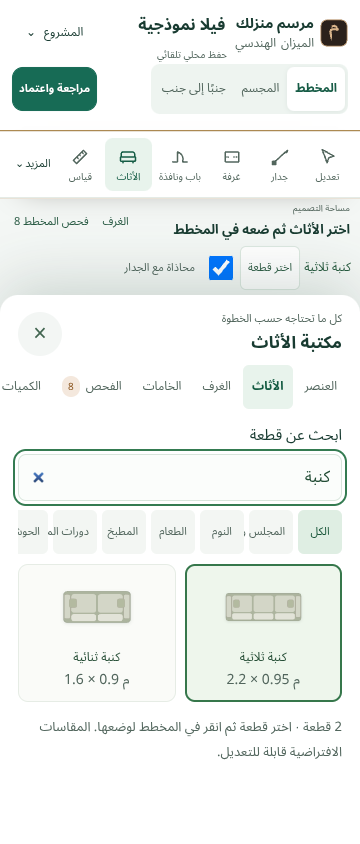 مرسم منزلك
الميزان الهندسي
فيلا نموذجية
حفظ محلي تلقائي
المشروع
المخطط
المجسم
جنبًا إلى جنب
مراجعة واعتماد
تعديل
جدار
غرفة
باب ونافذة
الأثاث
قياس
المزيد
مساحة التصميم
اختر الأثاث ثم ضعه في المخطط
الغرف
فحص المخطط 8
كنبة ثلاثية
اختر قطعة
محاذاة مع الجدار
كل ما تحتاجه حسب الخطوة
مكتبة الأثاث
العنصر
الأثاث
الغرف
الخامات
الفحص 8
الكميات
ابحث عن قطعة
كنبة
الكل
المجلس
النوم
الطعام
المطبخ
دورات
كنبة ثلاثية
2.2 × 0.95 م
كنبة ثنائية
1.6 × 0.9 م
2 قطعة · اختر قطعة ثم انقر في المخطط لوضعها. المقاسات
الافتراضية قابلة للتعديل.